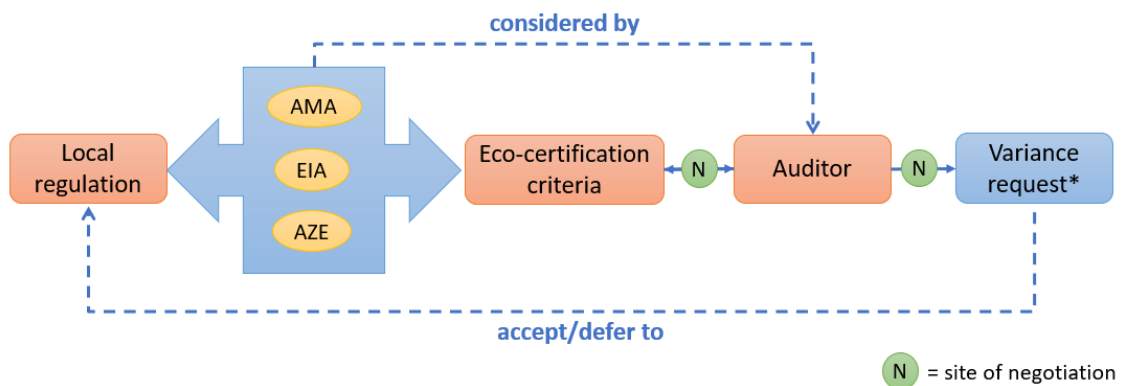 considered by
AMA
EIA
AZE
Local
regulation
Eco-certification
criteria
N
Auditor
N
Variance
request*
accept/defer to
N = site of negotiation